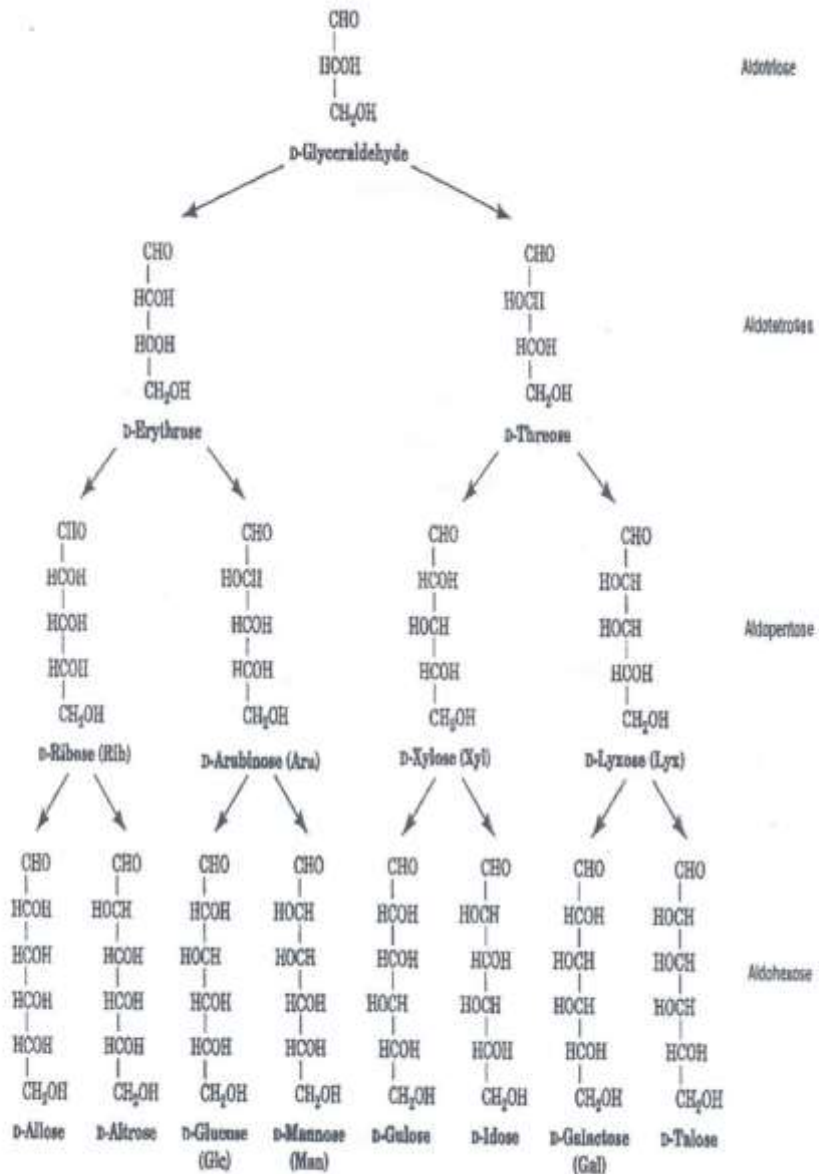 CHO
HCOH
CH₂OH
D-Glyceraldehyde
Aldotriose
CHO CHO
HCOH HOCH
HCOH HCOH
CH₂OH CH₂OH
D-Erythrose D-Threose
Aldotetroses
CHO CHO CHO CHO
HCOH HOCH HCOH HOCH
HCOH HCOH HOCH HOCH
HCOH HCOH HCOH HCOH
CH₂OH CH₂OH CH₂OH CH₂OH
D-Ribose (Rib) D-Arabinose (Ara) D-Xylose (Xyl) D-Lyxose (Lyx)
Aldopentose
CHO CHO CHO CHO CHO CHO CHO CHO
HCOH HOCH HCOH HOCH HCOH HOCH HCOH HOCH
HCOH HCOH HOCH HOCH HCOH HCOH HOCH HOCH
HCOH HCOH HCOH HCOH HOCH HOCH HOCH HOCH
HCOH HCOH HCOH HCOH HCOH HCOH HCOH HCOH
CH₂OH CH₂OH CH₂OH CH₂OH CH₂OH CH₂OH CH₂OH CH₂OH
D-Allose D-Altrose D-Glucose D-Mannose D-Gulose D-Idose D-Galactose D-Talose
(Glc) (Man) (Gal)
Aldohexose